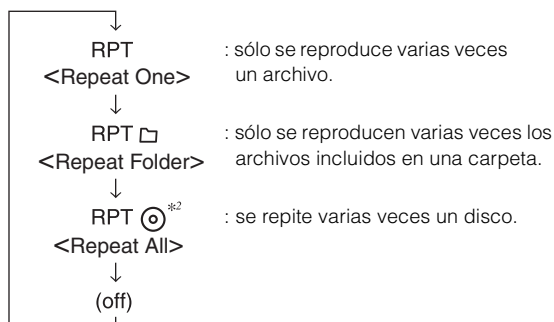 RPT : sólo se reproduce varias veces
<Repeat One> un archivo.
RPT : sólo se reproducen varias veces los
<Repeat Folder> archivos incluidos en una carpeta.
RPT *2 : se repite varias veces un disco.
<Repeat All>
(off)